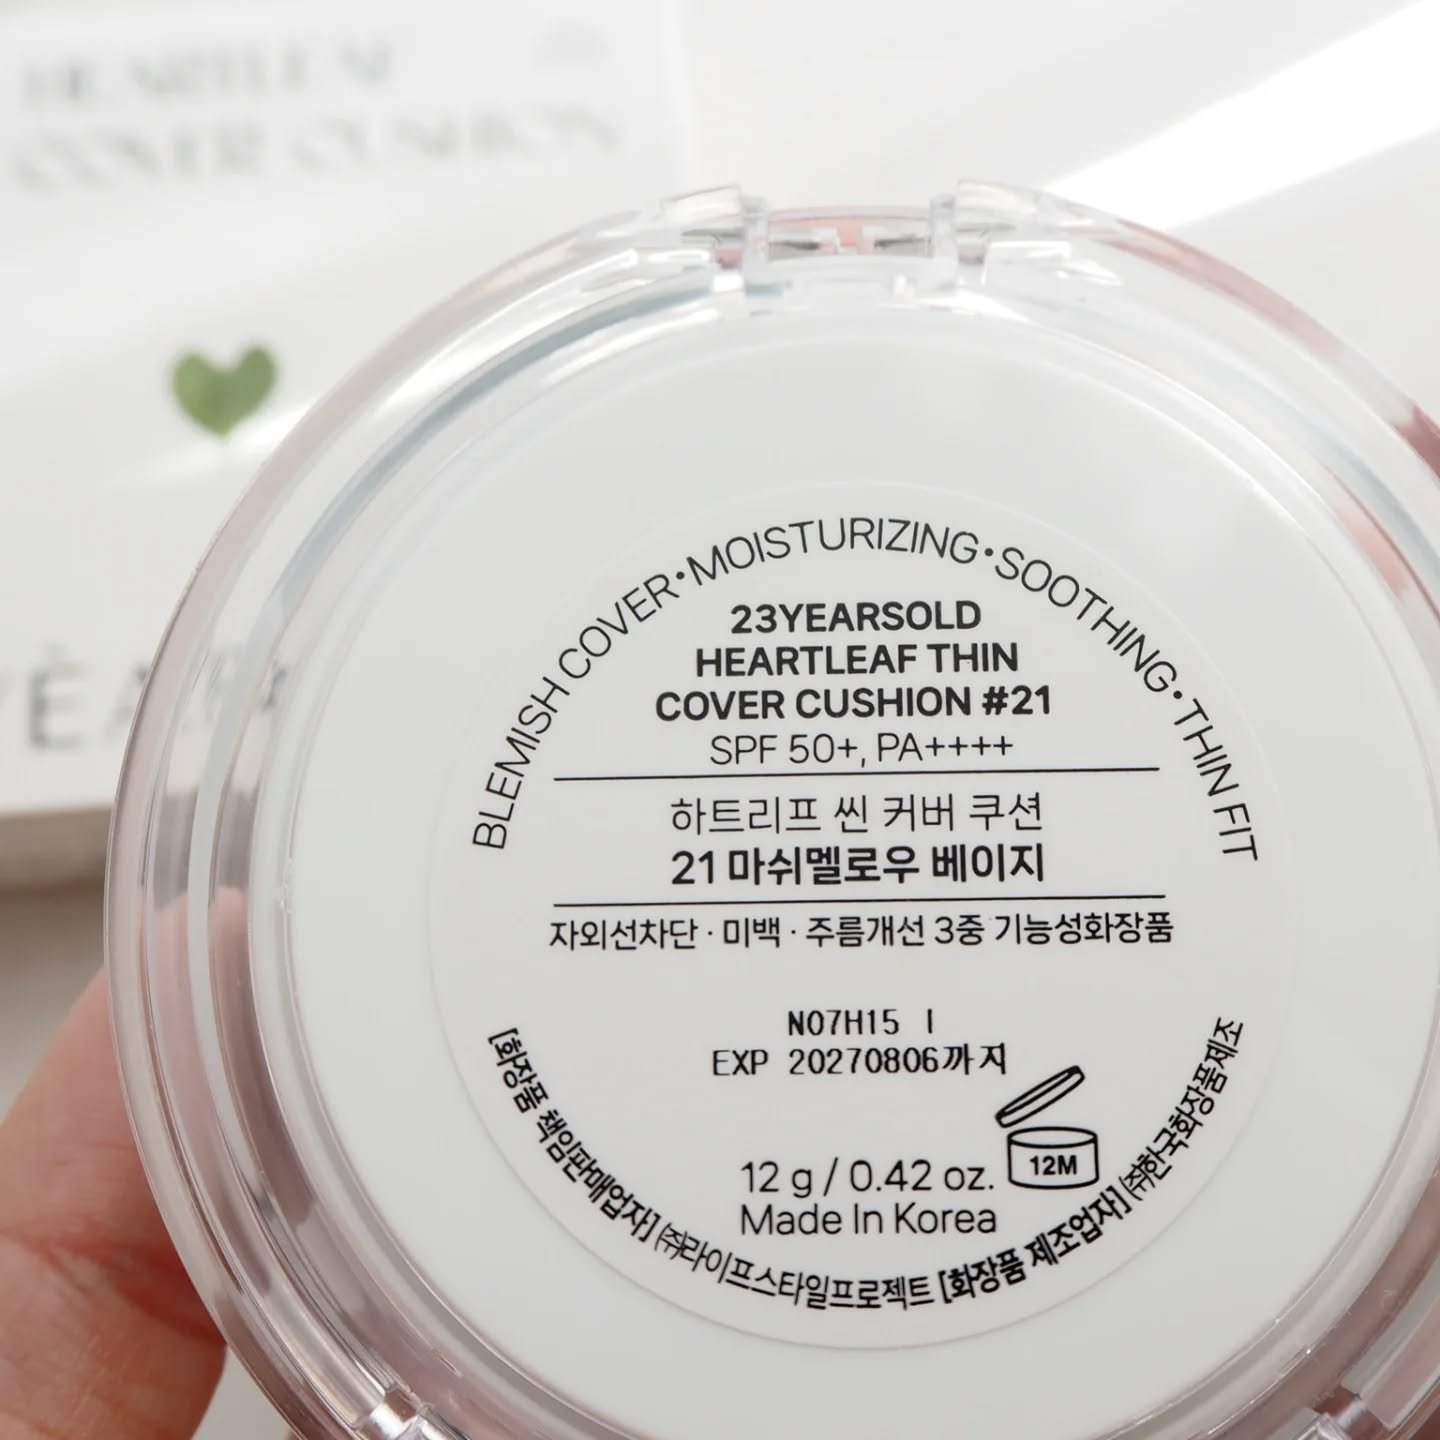 HEARTLEAF
COVER CUSHION
BLEMISH COVER•MOISTURIZING•SOOTHING•THIN FIT
23YEARSOLD
HEARTLEAF THIN
COVER CUSHION #21
SPF 50+, PA++++
하트리프 씬 커버 쿠션
21 마쉬멜로우 베이지
자외선차단 · 미백 · 주름개선 3중 기능성화장품
N07H15 I
EXP 20270806까지
12M
12 g / 0.42 oz.
Made In Korea
[화장품 책임판매업자] ㈜라이프스타일프로젝트 [화장품 제조업자] ㈜한국화장품제조